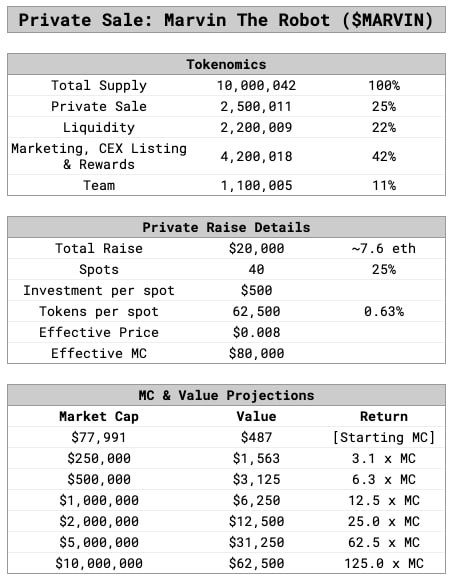 Private Sale: Marvin The Robot ($MARVIN)
Tokenomics
Total Supply 10,000,042 100%
Private Sale 2,500,011 25%
Liquidity 2,200,009 22%
Marketing, CEX Listing
& Rewards 4,200,018 42%
Team 1,100,005 11%
Private Raise Details
Total Raise $20,000 ~7.6 eth
Spots 40 25%
Investment per spot $500
Tokens per spot 62,500 0.63%
Effective Price $0.008
Effective MC $80,000
MC & Value Projections
Market Cap Value Return
$77,991 $487 [Starting MC]
$250,000 $1,563 3.1 x MC
$500,000 $3,125 6.3 x MC
$1,000,000 $6,250 12.5 x MC
$2,000,000 $12,500 25.0 x MC
$5,000,000 $31,250 62.5 x MC
$10,000,000 $62,500 125.0 x MC